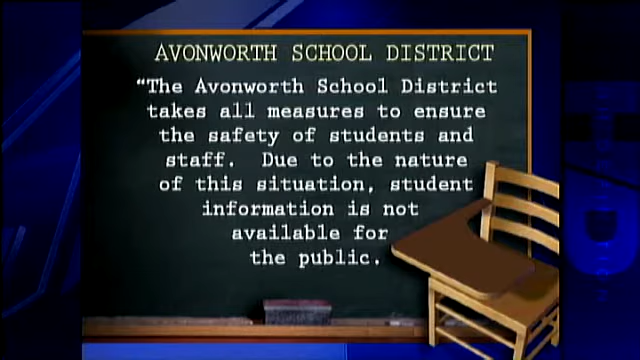 AVONWORTH SCHOOL DISTRICT
“The Avonworth School District
takes all measures to ensure
the safety of students and
staff.  Due to the nature
of this situation, student
information is not
available for
the public.